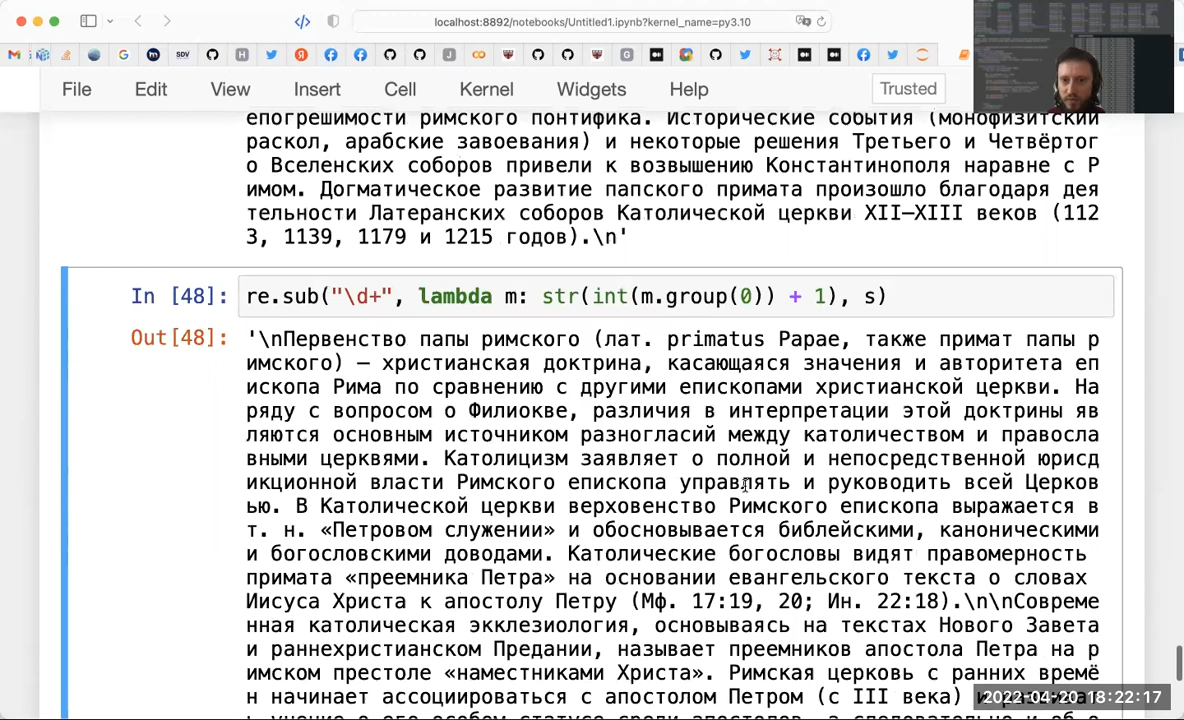 localhost:8892/notebooks/Untitled1.ipynb?kernel_name=py3.10
File Edit View Insert Cell Kernel Widgets Help Trusted
епогрешимости римского понтифика. Исторические события (монофизитский
раскол, арабские завоевания) и некоторые решения Третьего и Четвёртог
о Вселенских соборов привели к возвышению Константинополя наравне с Р
имом. Догматическое развитие папского примата произошло благодаря дея
тельности Латеранских соборов Католической церкви XII—XIII веков (112
3, 1139, 1179 и 1215 годов).\n'
In [48]: re.sub("\d+", lambda m: str(int(m.group(0)) + 1), s)
Out[48]: '\nПервенство папы римского (лат. primatus Papae, также примат папы р
имского) — христианская доктрина, касающаяся значения и авторитета еп
ископа Рима по сравнению с другими епископами христианской церкви. На
ряду с вопросом о Филиокве, различия в интерпретации этой доктрины яв
ляются основным источником разногласий между католичеством и правосла
вными церквями. Католицизм заявляет о полной и непосредственной юрисд
икционной власти Римского епископа управлять и руководить всей Церков
ью. В Католической церкви верховенство Римского епископа выражается в
т. н. «Петровом служении» и обосновывается библейскими, каноническими
и богословскими доводами. Католические богословы видят правомерность
примата «преемника Петра» на основании евангельского текста о словах
Иисуса Христа к апостолу Петру (Мф. 17:19, 20; Ин. 22:18).\n\nСовреме
нная католическая экклезиология, основываясь на текстах Нового Завета
и раннехристианском Предании, называет преемников апостола Петра на р
имском престоле «наместниками Христа». Римская церковь с ранних времё
н начинает ассоциироваться с апостолом Петром (с III века)
2022-04-20 18:22:17